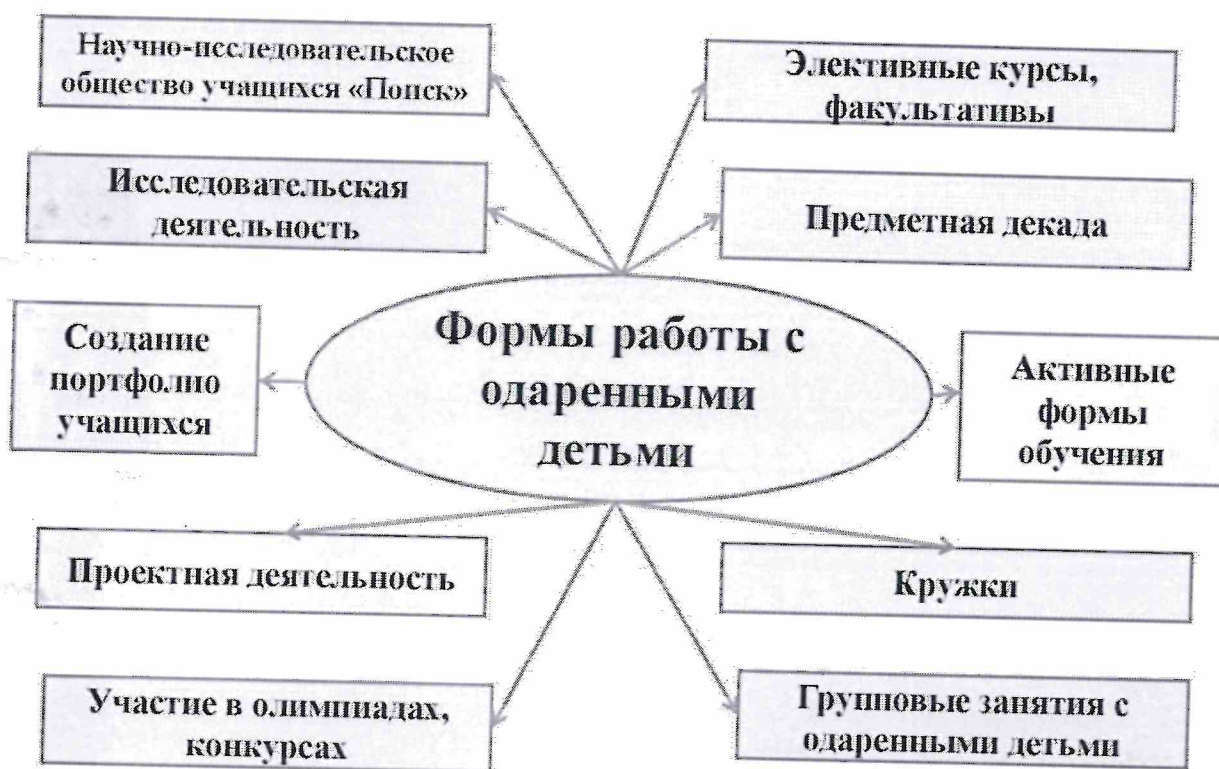 Научно-исследовательское
общество учащихся «Поиск»
Элективные курсы,
факультативы
Исследовательская
деятельность
Предметная декада
Создание
портфолио
учащихся
Формы работы с
одаренными
детьми
Активные
формы
обучения
Проектная деятельность
Кружки
Участие в олимпиадах,
конкурсах
Групповые занятия с
одаренными детьми